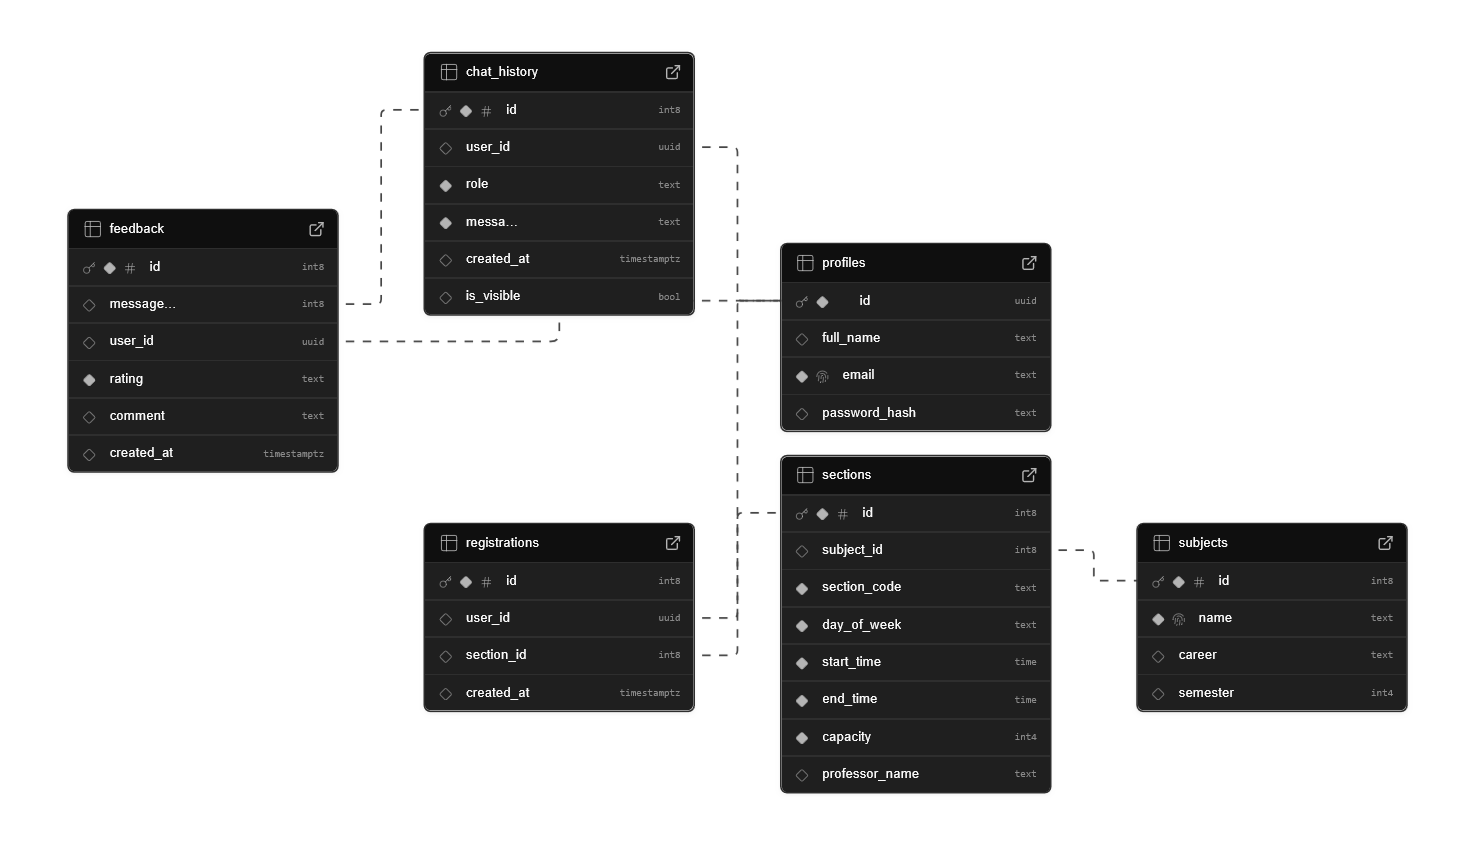 chat_history
# id int8
user_id uuid
role text
messa... text
created_at timestamptz
is_visible bool
feedback
# id int8
message... int8
user_id uuid
rating text
comment text
created_at timestamptz
profiles
id uuid
full_name text
email text
password_hash text
registrations
# id int8
user_id uuid
section_id int8
created_at timestamptz
sections
# id int8
subject_id int8
section_code text
day_of_week text
start_time time
end_time time
capacity int4
professor_name text
subjects
# id int8
name text
career text
semester int4